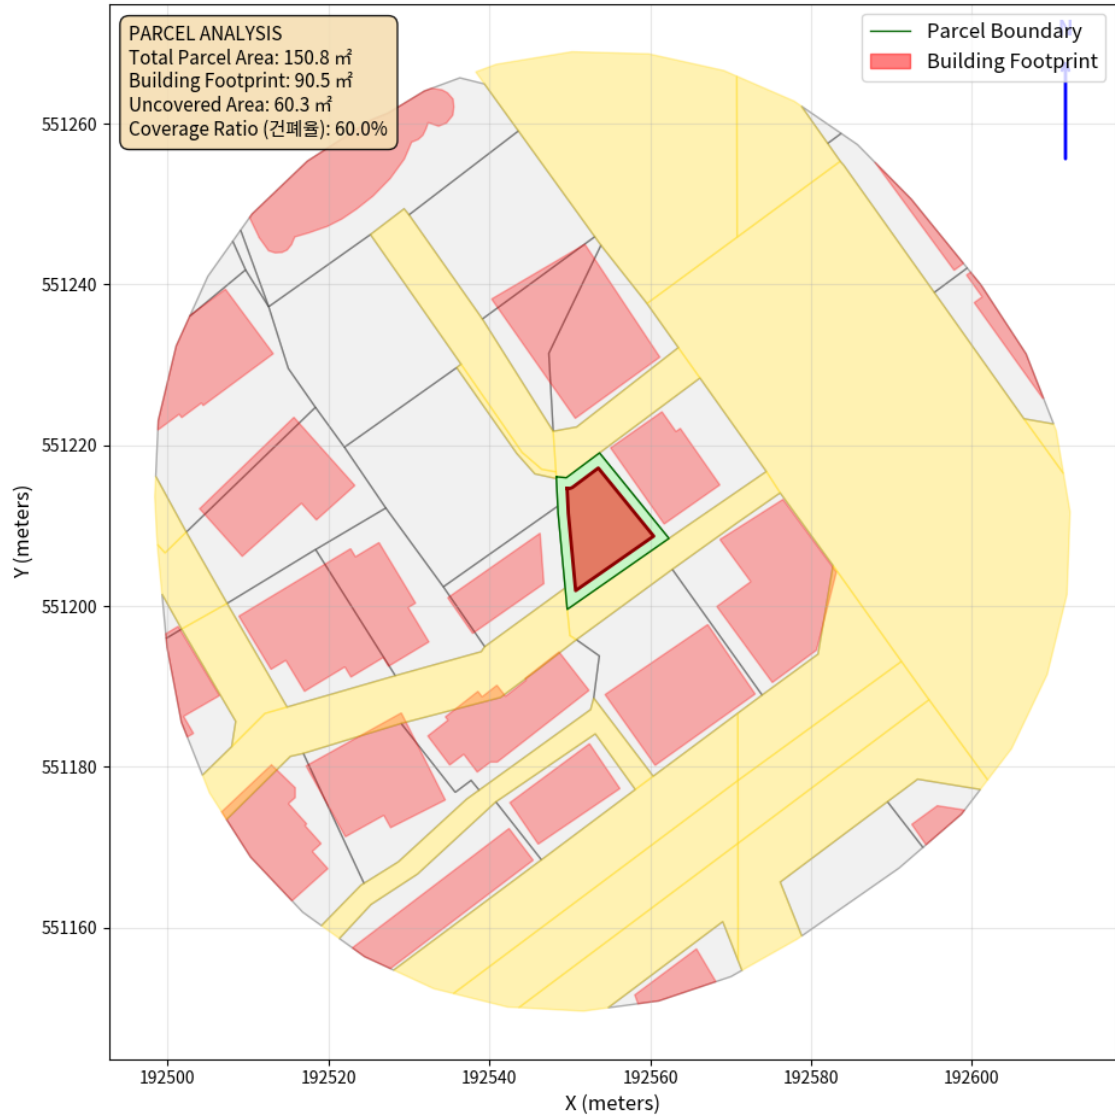 PARCEL ANALYSIS
Total Parcel Area: 150.8 ㎡
Building Footprint: 90.5 ㎡
Uncovered Area: 60.3 ㎡
Coverage Ratio (건폐율): 60.0%
Parcel Boundary
Building Footprint
N
551260
551240
551220
551200
551180
551160
Y (meters)
192500
192520
192540
192560
192580
192600
X (meters)